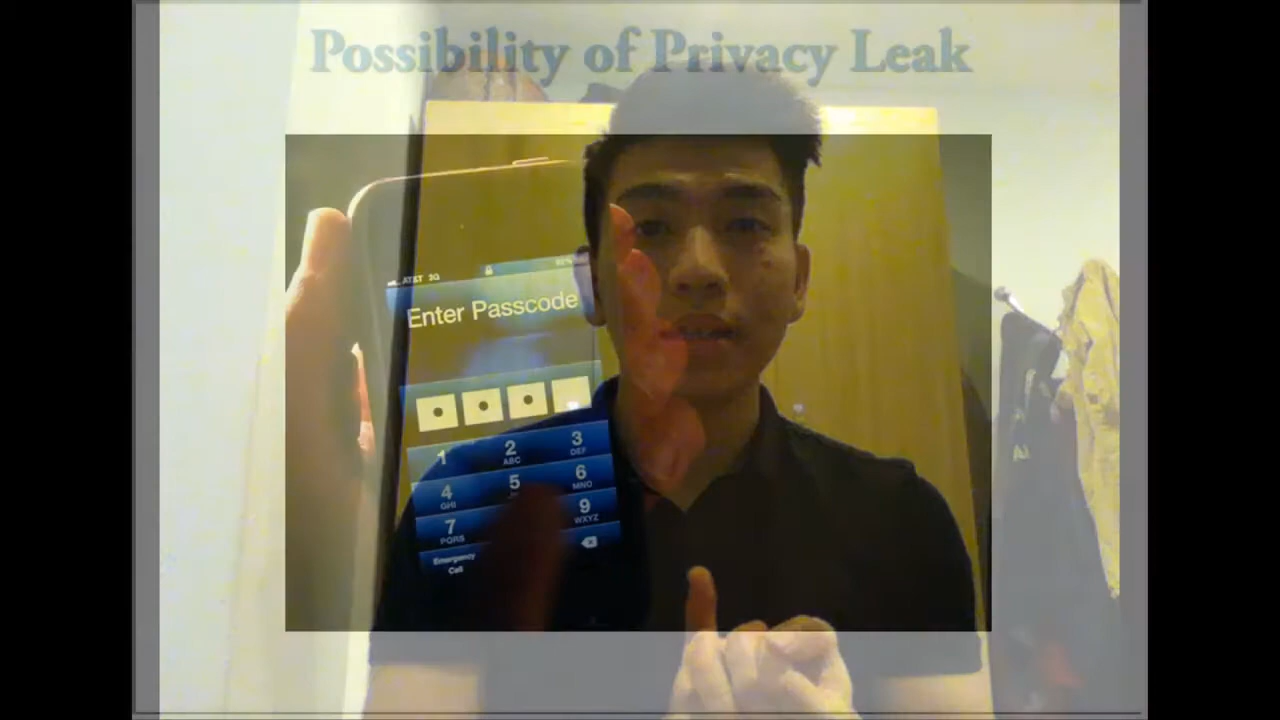 Possibility of Privacy Leak
AT&T 3G
Enter Passcode
1 2 3
ABC DEF
4 5 6
GHI MNO
7 9
PQRS WXYZ
Emergency
Call